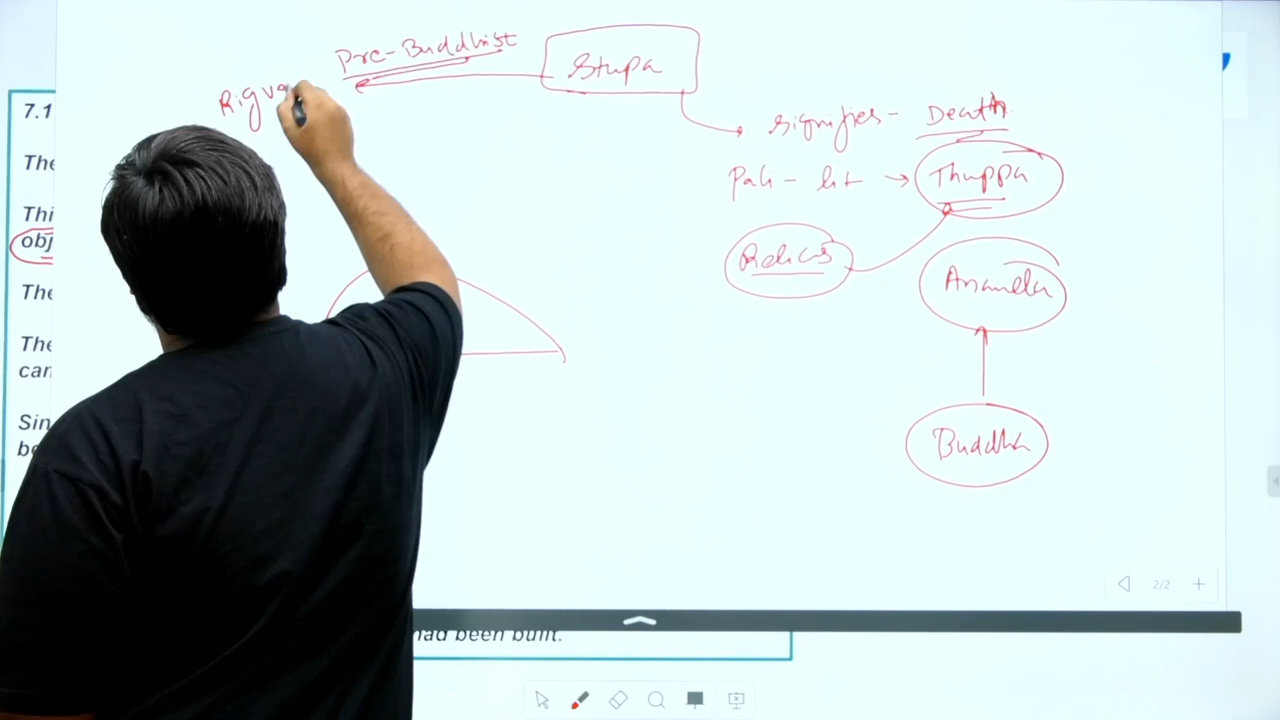 Pre-Buddhist
Stupa
Rigve
7.1
signifies - Death
The
Pali - lit → Thuppa
Thi
obj
Relics
Ananda
The
The
can
Sin
be
Buddha
2/2
had been built.